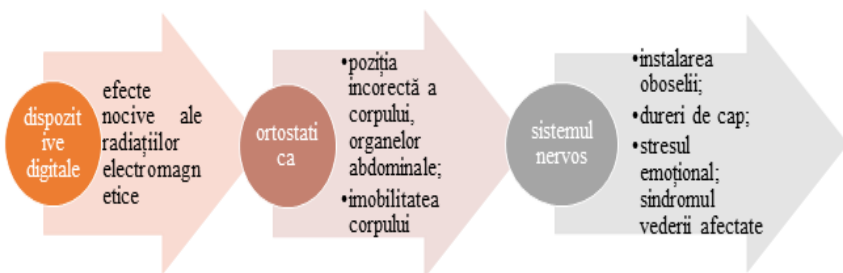 dispozit
ive
digitale
efecte
nocive ale
radiațiilor
electromagn
etice
ortostati
ca
•poziția
incorectă a
corpului,
organelor
abdominale;
•imobilitatea
corpului
sistemul
nervos
•instalarea
oboselii;
•dureri de cap;
•stresul
emoțional;
sindromul
vederii afectate